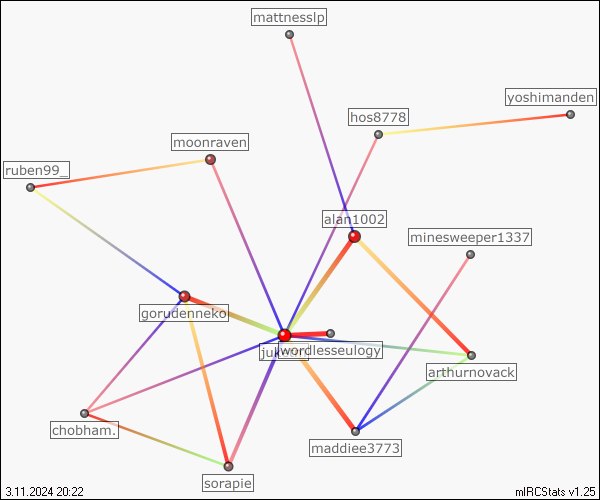 mattnesslp
yoshimanden
hos8778
moonraven
ruben99_
alan1002
minesweeper1337
gorudenneko
wordlesseulogy
arthurnovack
chobham.
maddiee3773
sorapie
3.11.2024 20:22
mIRCStats v1.25